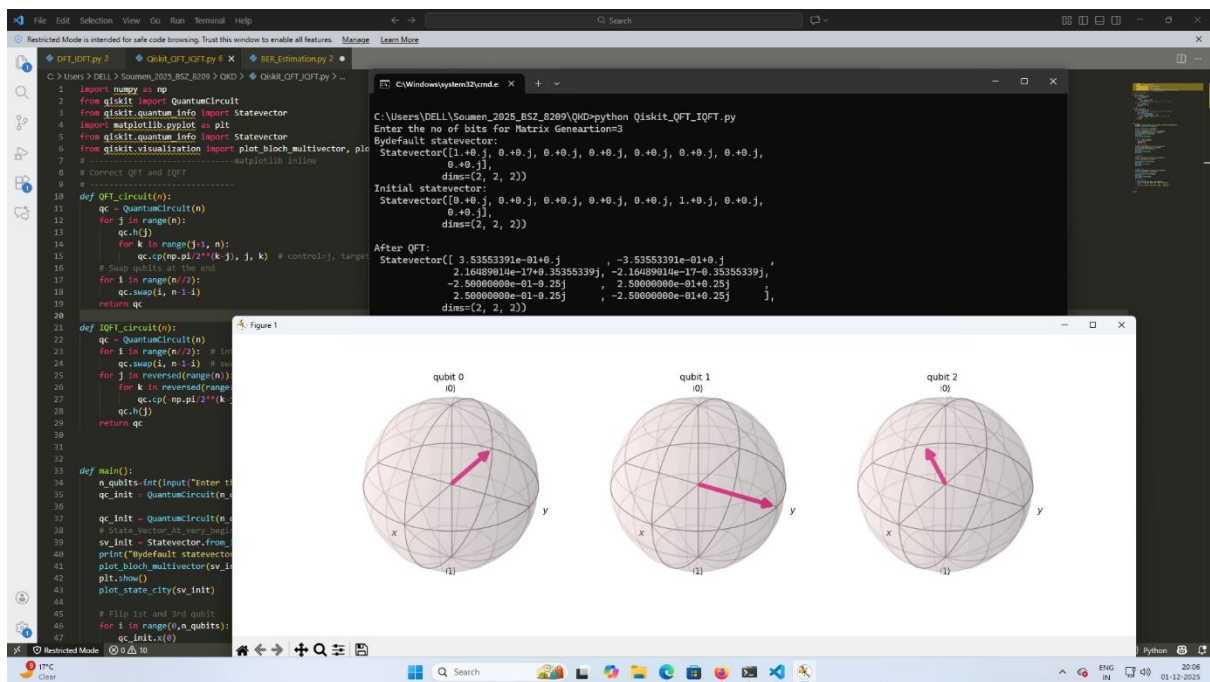 File Edit Selection View Go Run Terminal Help
Search
Restricted Mode is intended for safe code browsing. Trust this window to enable all features. Manage Learn More
DFT_IDFT.py 2 Qiskit_QFT_IQFT.py 6 BER_Estimation.py 2
C: > Users > DELL > Soumen_2025_BSZ_8209 > QKD > Qiskit_QFT_IQFT.py > ...
1 import numpy as np
2 from qiskit import QuantumCircuit
3 from qiskit.quantum_info import Statevector
4 import matplotlib.pyplot as plt
5 from qiskit.quantum_info import Statevector
6 from qiskit.visualization import plot_bloch_multivector, plo
7 # ------------------------------matplotlib inline
8 # Correct QFT and IQFT
9 # ------------------------------
10 def QFT_circuit(n):
11 qc = QuantumCircuit(n)
12 for j in range(n):
13 qc.h(j)
14 for k in range(j+1, n):
15 qc.cp(np.pi/2**(k-j), j, k) # control=j, target
16 # Swap qubits at the end
17 for i in range(n//2):
18 qc.swap(i, n-1-i)
19 return qc
20
21 def IQFT_circuit(n):
22 qc = QuantumCircuit(n)
23 for i in range(n//2): # in
24 qc.swap(i, n-1-i) # sw
25 for j in reversed(range(n)):
26 for k in reversed(range
27 qc.cp(-np.pi/2**(k-j
28 qc.h(j)
29 return qc
30
31
32
33 def main():
34 n_qubits=int(input("Enter th
35 qc_init = QuantumCircuit(n_q
36
37 qc_init = QuantumCircuit(n_q
38 # State_Vector_At_very_begin
39 sv_init = Statevector.from_i
40 print("Bydefault statevector
41 plot_bloch_multivector(sv_in
42 plt.show()
43 plot_state_city(sv_init)
44
45 # Flip 1st and 3rd qubit
46 for i in range(0,n_qubits):
47 qc_init.x(0)
C:\Windows\system32\cmd.e
C:\Users\DELL\Soumen_2025_BSZ_8209\QKD>python Qiskit_QFT_IQFT.py
Enter the no of bits for Matrix Geneartion=3
Bydefault statevector:
Statevector([1.+0.j, 0.+0.j, 0.+0.j, 0.+0.j, 0.+0.j, 0.+0.j, 0.+0.j,
0.+0.j],
dims=(2, 2, 2))
Initial statevector:
Statevector([0.+0.j, 0.+0.j, 0.+0.j, 0.+0.j, 0.+0.j, 1.+0.j, 0.+0.j,
0.+0.j],
dims=(2, 2, 2))
After QFT:
Statevector([ 3.53553391e-01+0.j , -3.53553391e-01+0.j ,
2.16489014e-17+0.35355339j, -2.16489014e-17-0.35355339j,
-2.50000000e-01-0.25j , 2.50000000e-01+0.25j ,
2.50000000e-01-0.25j , -2.50000000e-01+0.25j ],
dims=(2, 2, 2))
Figure 1
qubit 0 qubit 1 qubit 2
|0⟩ |0⟩ |0⟩
y y y
x x x
|1⟩ |1⟩ |1⟩
Restricted Mode 0 10
Python
9
17°C
Clear
Search
ENG
IN
20:06
01-12-2025